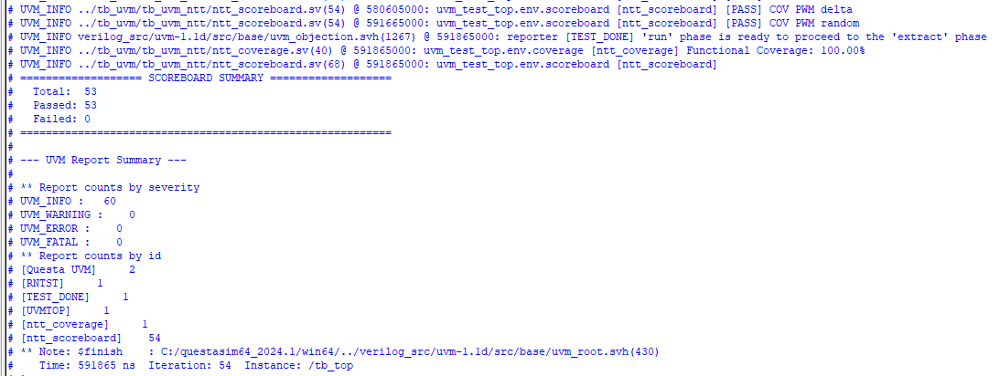 # UVM_INFO ../tb_uvm/tb_uvm_ntt/ntt_scoreboard.sv(54) @ 580605000: uvm_test_top.env.scoreboard [ntt_scoreboard] [PASS] COV PWM delta
# UVM_INFO ../tb_uvm/tb_uvm_ntt/ntt_scoreboard.sv(54) @ 591665000: uvm_test_top.env.scoreboard [ntt_scoreboard] [PASS] COV PWM random
# UVM_INFO verilog_src/uvm-1.1d/src/base/uvm_objection.svh(1267) @ 591865000: reporter [TEST_DONE] 'run' phase is ready to proceed to the 'extract' phase
# UVM_INFO ../tb_uvm/tb_uvm_ntt/ntt_coverage.sv(40) @ 591865000: uvm_test_top.env.coverage [ntt_coverage] Functional Coverage: 100.00%
# UVM_INFO ../tb_uvm/tb_uvm_ntt/ntt_scoreboard.sv(68) @ 591865000: uvm_test_top.env.scoreboard [ntt_scoreboard]
# =================== SCOREBOARD SUMMARY ===================
#   Total:  53
#   Passed: 53
#   Failed: 0
# ==========================================================
#
# --- UVM Report Summary ---
#
# ** Report counts by severity
# UVM_INFO :   60
# UVM_WARNING :    0
# UVM_ERROR :    0
# UVM_FATAL :    0
# ** Report counts by id
# [Questa UVM]     2
# [RNTST]     1
# [TEST_DONE]     1
# [UVMTOP]     1
# [ntt_coverage]     1
# [ntt_scoreboard]    54
# ** Note: $finish    : C:/questasim64_2024.1/win64/../verilog_src/uvm-1.1d/src/base/uvm_root.svh(430)
#    Time: 591865 ns  Iteration: 54  Instance: /tb_top